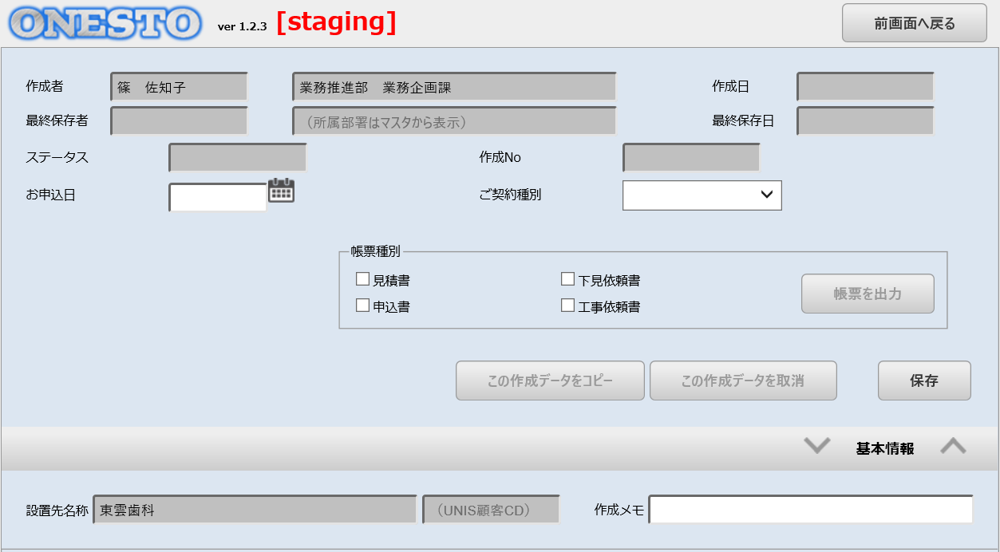 ONESTO ver 1.2.3 [staging] 前画面へ戻る
作成者 篠　佐知子 業務推進部　業務企画課 作成日
最終保存者 （所属部署はマスタから表示） 最終保存日
ステータス 作成No
お申込日 ご契約種別
帳票種別
見積書 下見依頼書
帳票を出力
申込書 工事依頼書
この作成データをコピー この作成データを取消 保存
基本情報
設置先名称 東雲歯科 （UNIS顧客CD） 作成メモ